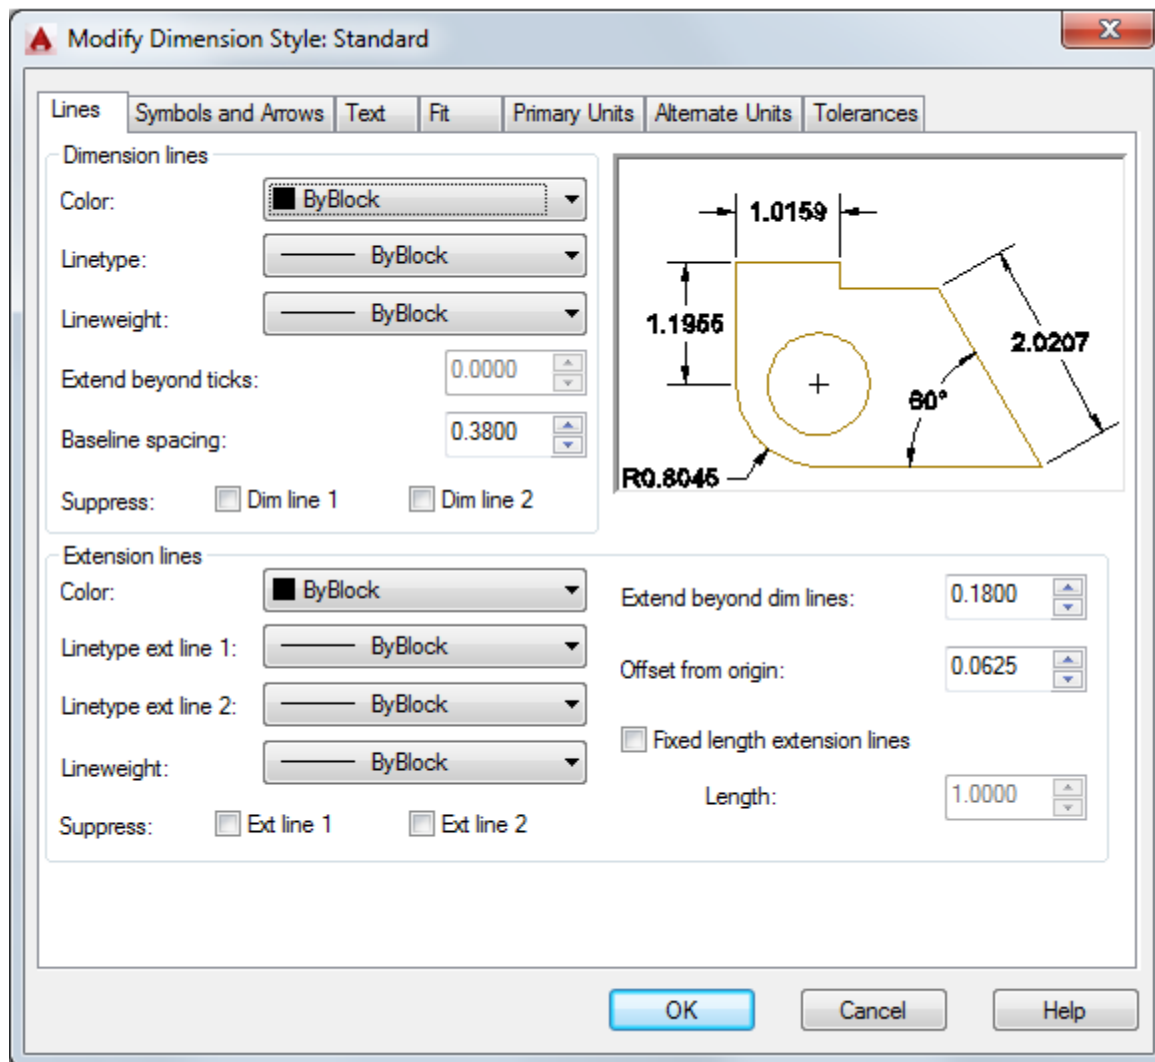 Modify Dimension Style: Standard
Lines Symbols and Arrows Text Fit Primary Units Alternate Units Tolerances
Dimension lines
Color: ByBlock
Linetype: ByBlock
Lineweight: ByBlock
Extend beyond ticks: 0.0000
Baseline spacing: 0.3800
Suppress: Dim line 1 Dim line 2
1.0159
1.1955
2.0207
60°
R0.8045
Extension lines
Color: ByBlock
Linetype ext line 1: ByBlock
Linetype ext line 2: ByBlock
Lineweight: ByBlock
Suppress: Ext line 1 Ext line 2
Extend beyond dim lines: 0.1800
Offset from origin: 0.0625
Fixed length extension lines
Length: 1.0000
OK Cancel Help